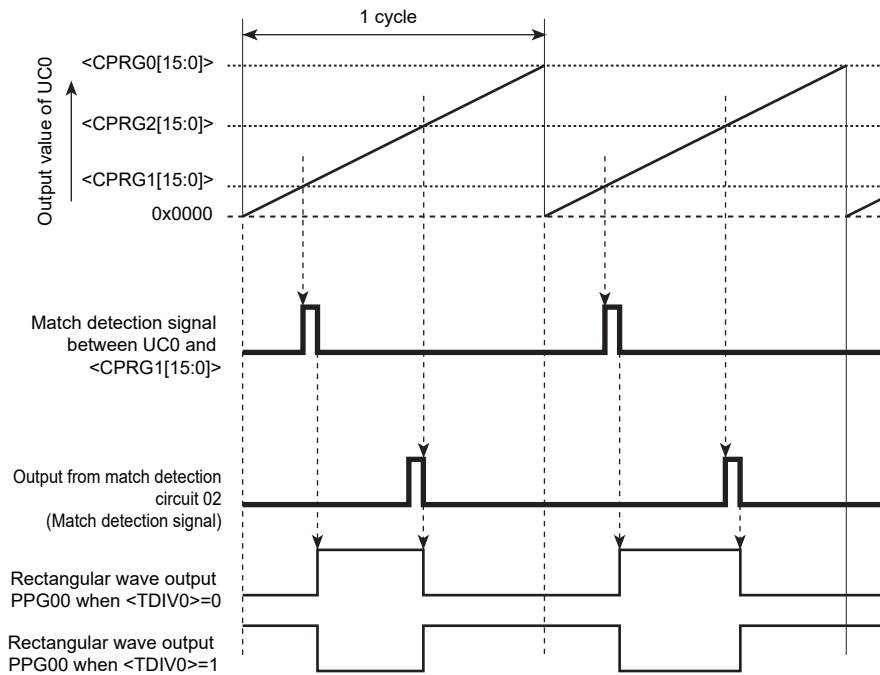 1 cycle
Output value of UC0
<CPRG0[15:0]>
<CPRG2[15:0]>
<CPRG1[15:0]>
0x0000
Match detection signal
between UC0 and
<CPRG1[15:0]>
Output from match detection
circuit 02
(Match detection signal)
Rectangular wave output
PPG00 when <TDIV0>=0
Rectangular wave output
PPG00 when <TDIV0>=1